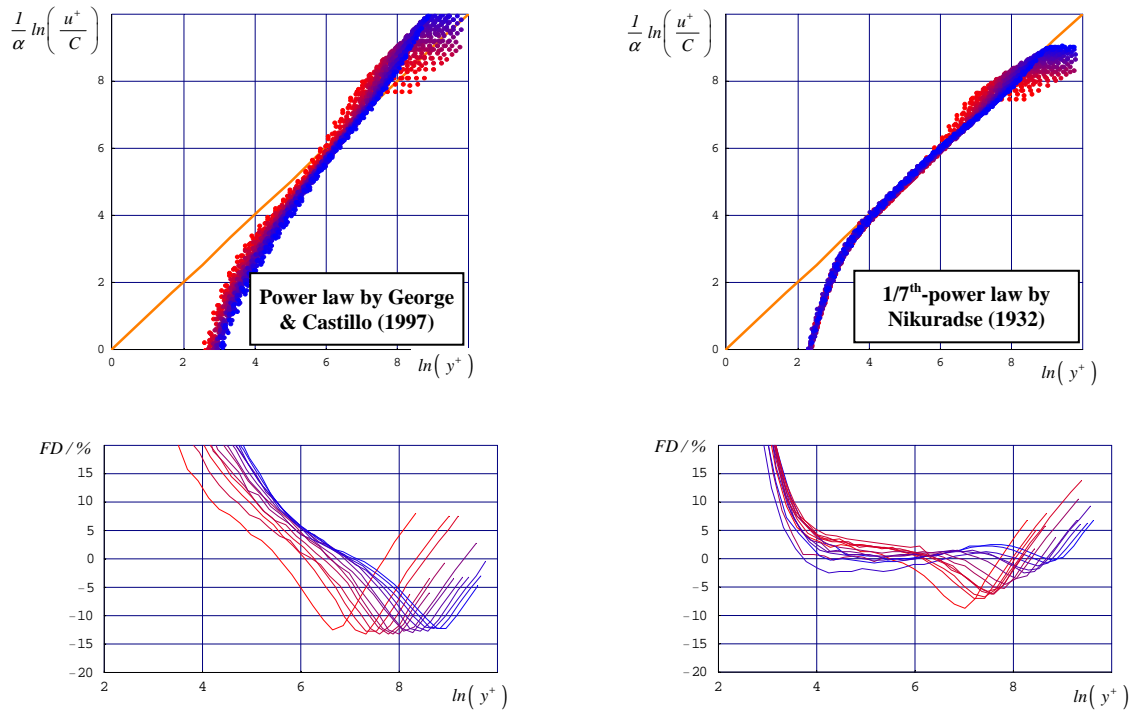 1/α ln(u⁺/C)
8
6
4
2
0
0 2 4 6 8
ln(y⁺)
Power law by George
& Castillo (1997)
1/α ln(u⁺/C)
8
6
4
2
0
0 2 4 6 8
ln(y⁺)
1/7ᵗʰ-power law by
Nikuradse (1932)
FD/%
15
10
5
0
−5
−10
−15
−20
2 4 6 8
ln(y⁺)
FD/%
15
10
5
0
−5
−10
−15
−20
2 4 6 8
ln(y⁺)